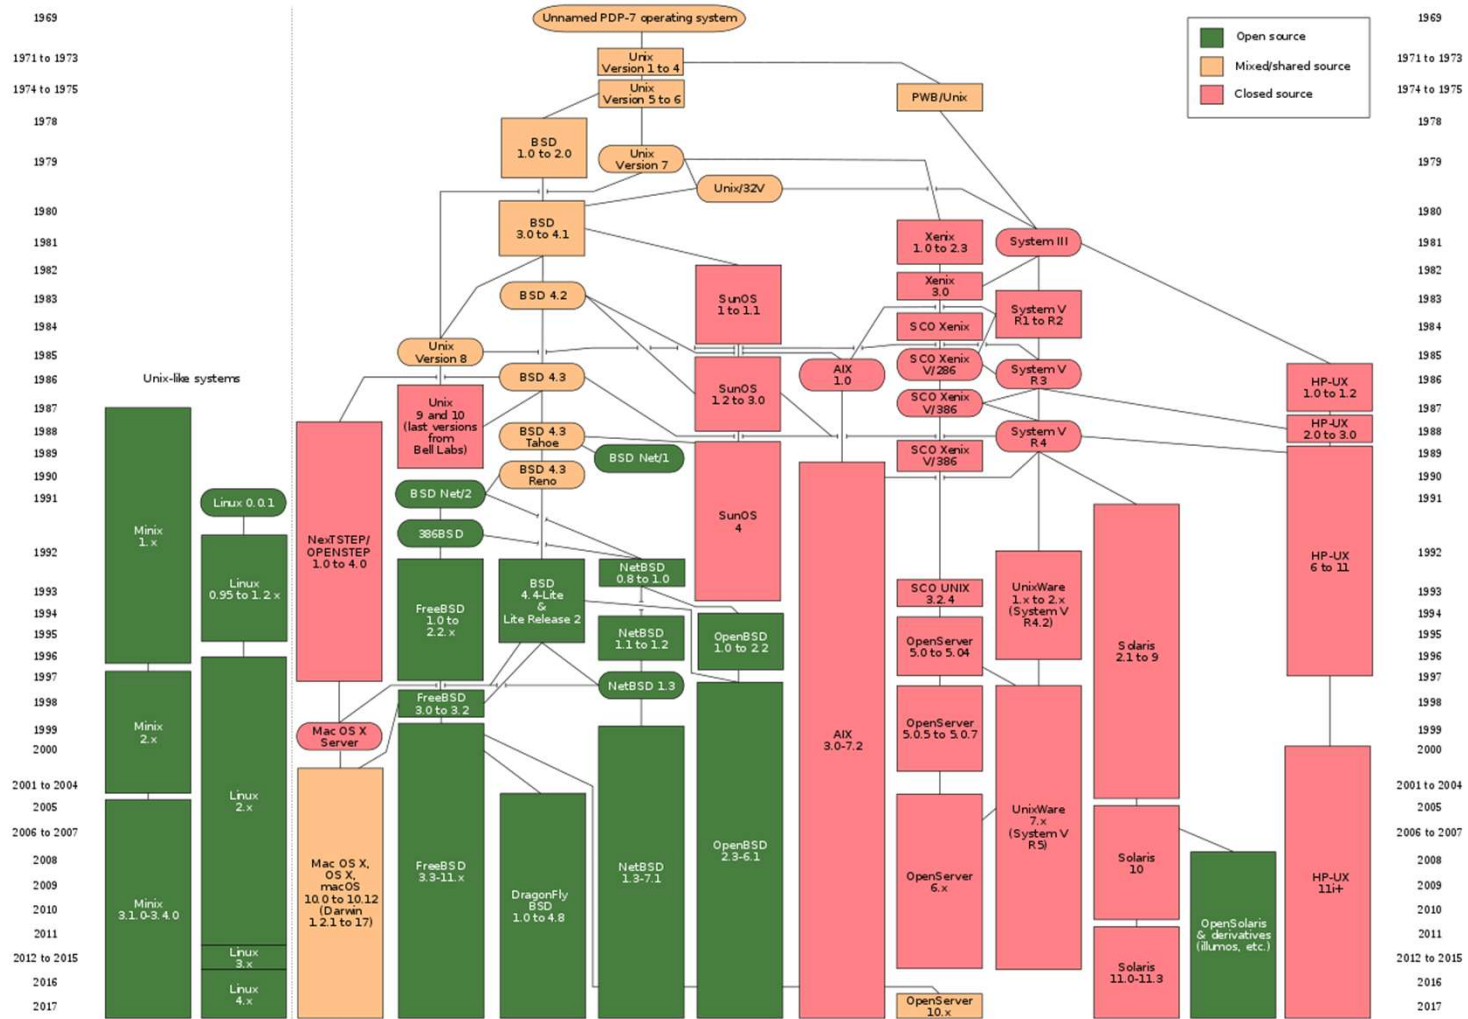 1969
1971 to 1973
1974 to 1975
1978
1979
1980
1981
1982
1983
1984
1985
1986
1987
1988
1989
1990
1991
1992
1993
1994
1995
1996
1997
1998
1999
2000
2001 to 2004
2005
2006 to 2007
2008
2009
2010
2011
2012 to 2015
2016
2017
Unix-like systems
Minix
1.x
Minix
2.x
Minix
3.1.0-3.4.0
Linux 0.0.1
Linux
0.95 to 1.2.x
Linux
2.x
Linux
3.x
Linux
4.x
Unnamed PDP-7 operating system
Unix
Version 1 to 4
Unix
Version 5 to 6
PWB/Unix
BSD
1.0 to 2.0
Unix
Version 7
Unix/32V
BSD
3.0 to 4.1
BSD 4.2
Unix
Version 8
BSD 4.3
Unix
9 and 10
(last versions
from
Bell Labs)
BSD 4.3
Tahoe
BSD Net/1
BSD 4.3
Reno
BSD Net/2
386BSD
NexTSTEP/
OPENSTEP
1.0 to 4.0
Mac OS X
Server
Mac OS X,
OS X,
macOS
10.0 to 10.12
(Darwin
1.2.1 to 17)
FreeBSD
1.0 to
2.2.x
FreeBSD
3.0 to 3.2
FreeBSD
3.3-11.x
BSD
4.4-Lite
&
Lite Release 2
DragonFly
BSD
1.0 to 4.8
NetBSD
0.8 to 1.0
NetBSD
1.1 to 1.2
NetBSD 1.3
NetBSD
1.3-7.1
OpenBSD
1.0 to 2.2
OpenBSD
2.3-6.1
SunOS
1 to 1.1
SunOS
1.2 to 3.0
SunOS
4
AIX
1.0
AIX
3.0-7.2
Xenix
1.0 to 2.3
Xenix
3.0
SCO Xenix
SCO Xenix
V/286
SCO Xenix
V/386
SCO Xenix
V/386
SCO UNIX
3.2.4
OpenServer
5.0 to 5.04
OpenServer
5.0.5 to 5.0.7
OpenServer
6.x
OpenServer
10.x
System III
System V
R1 to R2
System V
R3
System V
R4
UnixWare
1.x to 2.x
(System V
R4.2)
UnixWare
7.x
(System V
R5)
Solaris
2.1 to 9
Solaris
10
Solaris
11.0-11.3
OpenSolaris
& derivatives
(illumos, etc.)
HP-UX
1.0 to 1.2
HP-UX
2.0 to 3.0
HP-UX
6 to 11
HP-UX
11i+
Open source
Mixed/shared source
Closed source
1969
1971 to 1973
1974 to 1975
1978
1979
1980
1981
1982
1983
1984
1985
1986
1987
1988
1989
1990
1991
1992
1993
1994
1995
1996
1997
1998
1999
2000
2001 to 2004
2005
2006 to 2007
2008
2009
2010
2011
2012 to 2015
2016
2017